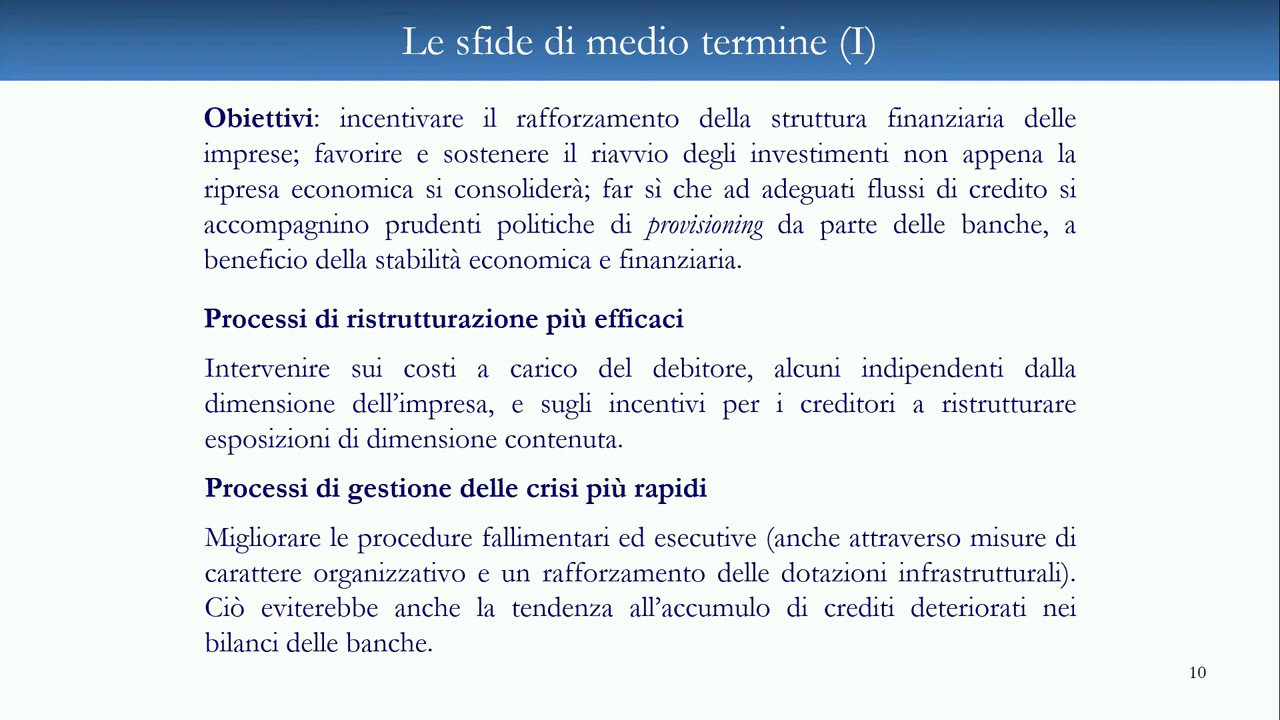 Le sfide di medio termine (I)
Obiettivi: incentivare il rafforzamento della struttura finanziaria delle
imprese; favorire e sostenere il riavvio degli investimenti non appena la
ripresa economica si consoliderà; far sì che ad adeguati flussi di credito si
accompagnino prudenti politiche di provisioning da parte delle banche, a
beneficio della stabilità economica e finanziaria.
Processi di ristrutturazione più efficaci
Intervenire sui costi a carico del debitore, alcuni indipendenti dalla
dimensione dell’impresa, e sugli incentivi per i creditori a ristrutturare
esposizioni di dimensione contenuta.
Processi di gestione delle crisi più rapidi
Migliorare le procedure fallimentari ed esecutive (anche attraverso misure di
carattere organizzativo e un rafforzamento delle dotazioni infrastrutturali).
Ciò eviterebbe anche la tendenza all’accumulo di crediti deteriorati nei
bilanci delle banche.
10